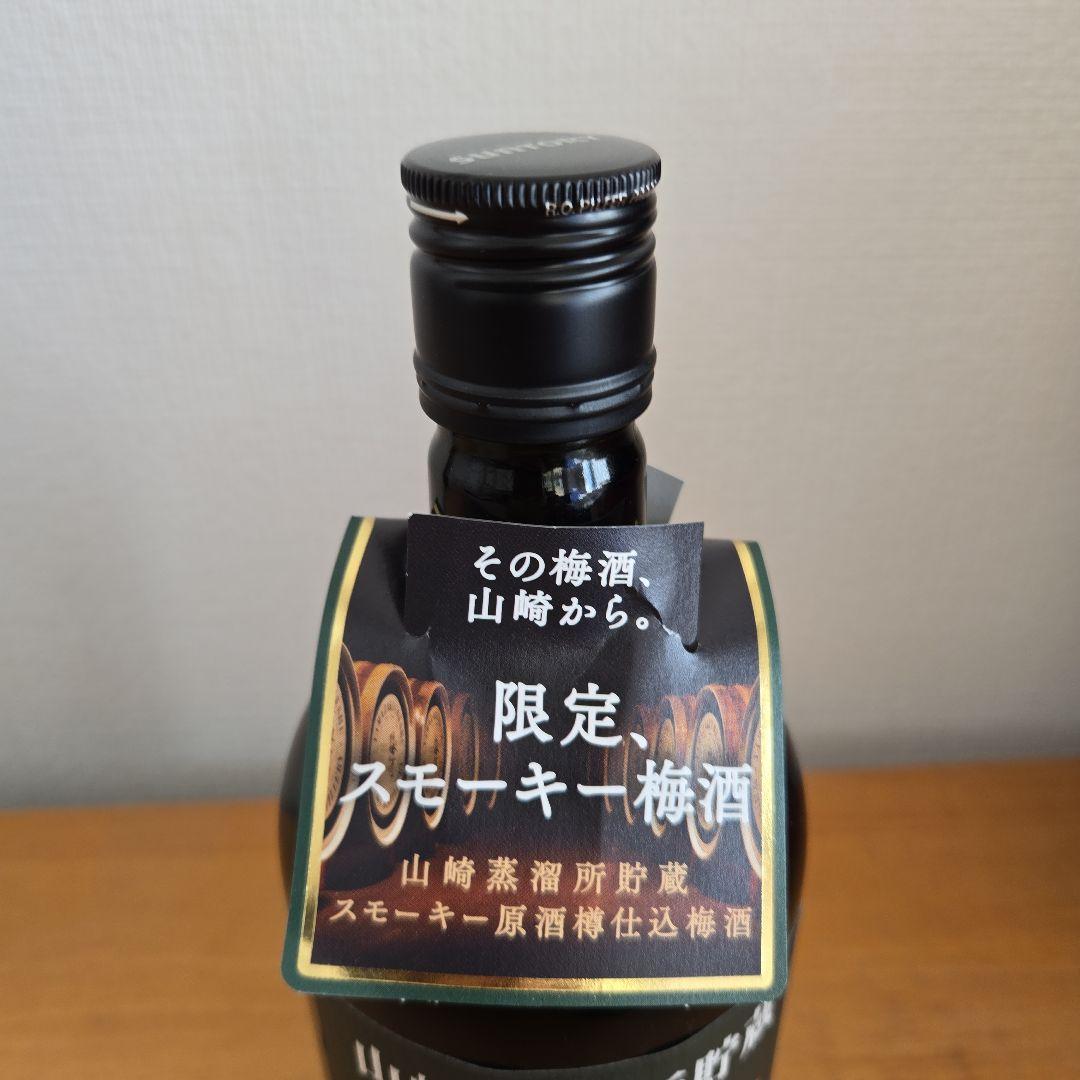 SUNTORY
その梅酒、
山崎から。
限定、
スモーキー梅酒
山崎蒸溜所貯蔵
スモーキー原酒樽仕込梅酒